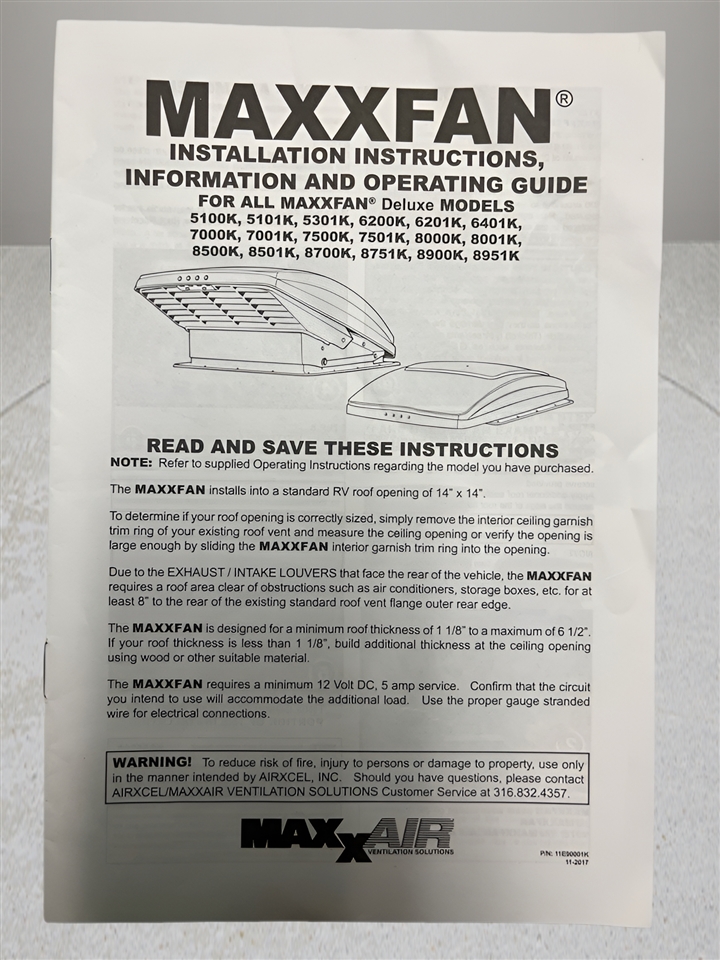 MAXXFAN®
INSTALLATION INSTRUCTIONS,
INFORMATION AND OPERATING GUIDE
FOR ALL MAXXFAN® Deluxe MODELS
5100K, 5101K, 5301K, 6200K, 6201K, 6401K,
7000K, 7001K, 7500K, 7501K, 8000K, 8001K,
8500K, 8501K, 8700K, 8751K, 8900K, 8951K
READ AND SAVE THESE INSTRUCTIONS
NOTE: Refer to supplied Operating Instructions regarding the model you have purchased.
The MAXXFAN installs into a standard RV roof opening of 14" x 14".
To determine if your roof opening is correctly sized, simply remove the interior ceiling garnish
trim ring of your existing roof vent and measure the ceiling opening or verify the opening is
large enough by sliding the MAXXFAN interior garnish trim ring into the opening.
Due to the EXHAUST / INTAKE LOUVERS that face the rear of the vehicle, the MAXXFAN
requires a roof area clear of obstructions such as air conditioners, storage boxes, etc. for at
least 8" to the rear of the existing standard roof vent flange outer rear edge.
The MAXXFAN is designed for a minimum roof thickness of 1 1/8" to a maximum of 6 1/2".
If your roof thickness is less than 1 1/8", build additional thickness at the ceiling opening
using wood or other suitable material.
The MAXXFAN requires a minimum 12 Volt DC, 5 amp service. Confirm that the circuit
you intend to use will accommodate the additional load. Use the proper gauge stranded
wire for electrical connections.
WARNING! To reduce risk of fire, injury to persons or damage to property, use only
in the manner intended by AIRXCEL, INC. Should you have questions, please contact
AIRXCEL/MAXXAIR VENTILATION SOLUTIONS Customer Service at 316.832.4357.
MAXXAIR
VENTILATION SOLUTIONS
P/N: 11E90001K
11-2017